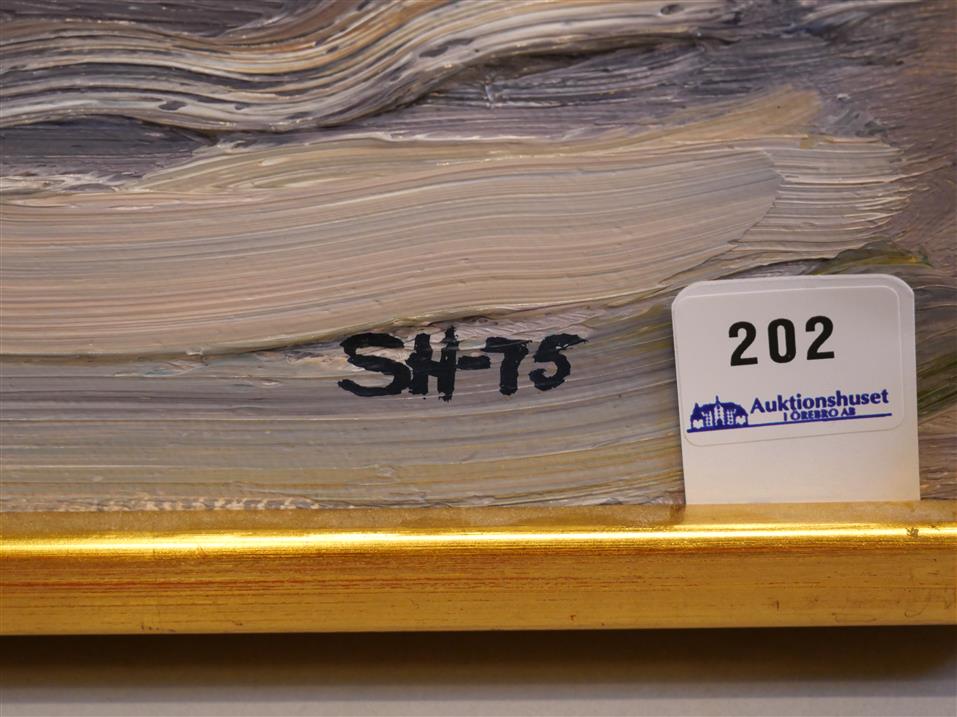 SH-75
202
Auktionshuset
I ÖREBRO AB